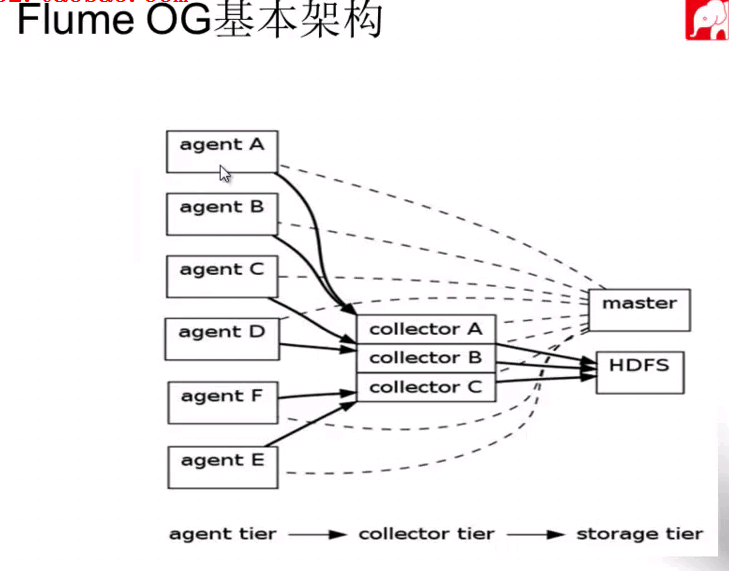 Flume OG基本架构
agent A
agent B
agent C
agent D
agent F
agent E
collector A
collector B
collector C
master
HDFS
agent tier
collector tier
storage tier